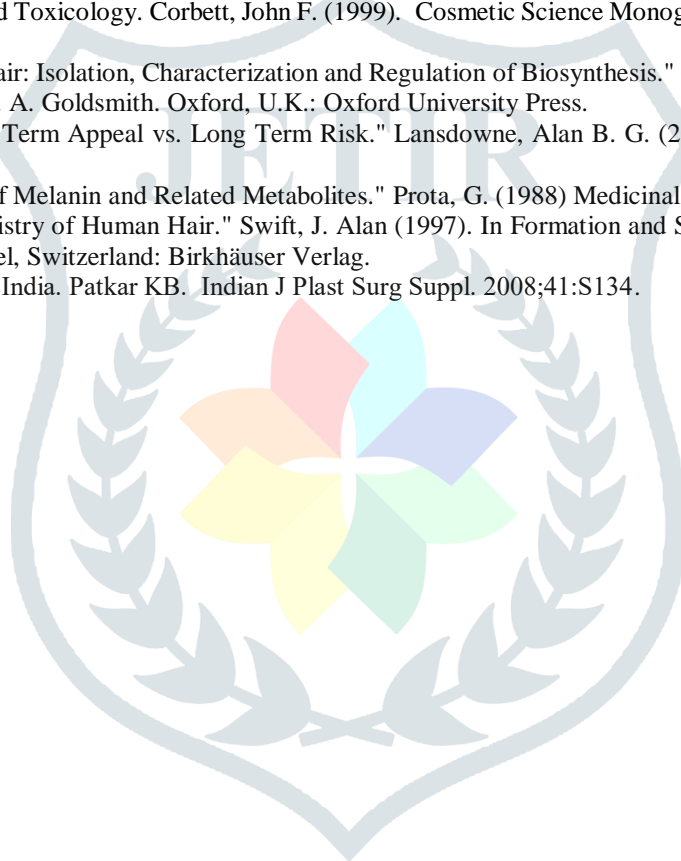 d Toxicology. Corbett, John F. (1999). Cosmetic Science Monog
air: Isolation, Characterization and Regulation of Biosynthesis."
. A. Goldsmith. Oxford, U.K.: Oxford University Press.
Term Appeal vs. Long Term Risk." Lansdowne, Alan B. G. (2
f Melanin and Related Metabolites." Prota, G. (1988) Medicinal
istry of Human Hair." Swift, J. Alan (1997). In Formation and S
el, Switzerland: Birkhäuser Verlag.
India. Patkar KB. Indian J Plast Surg Suppl. 2008;41:S134.
JETIR